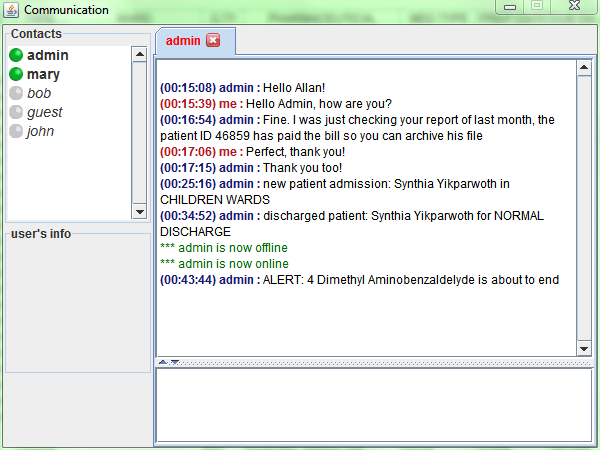 Communication
Contacts
admin
mary
bob
guest
john
user's info
admin
(00:15:08) admin : Hello Allan!
(00:15:39) me : Hello Admin, how are you?
(00:16:54) admin : Fine. I was just checking your report of last month, the
patient ID 46859 has paid the bill so you can archive his file
(00:17:06) me : Perfect, thank you!
(00:17:15) admin : Thank you too!
(00:25:16) admin : new patient admission: Synthia Yikparwoth in
CHILDREN WARDS
(00:34:52) admin : discharged patient: Synthia Yikparwoth for NORMAL
DISCHARGE
*** admin is now offline
*** admin is now online
(00:43:44) admin : ALERT: 4 Dimethyl Aminobenzaldelyde is about to end